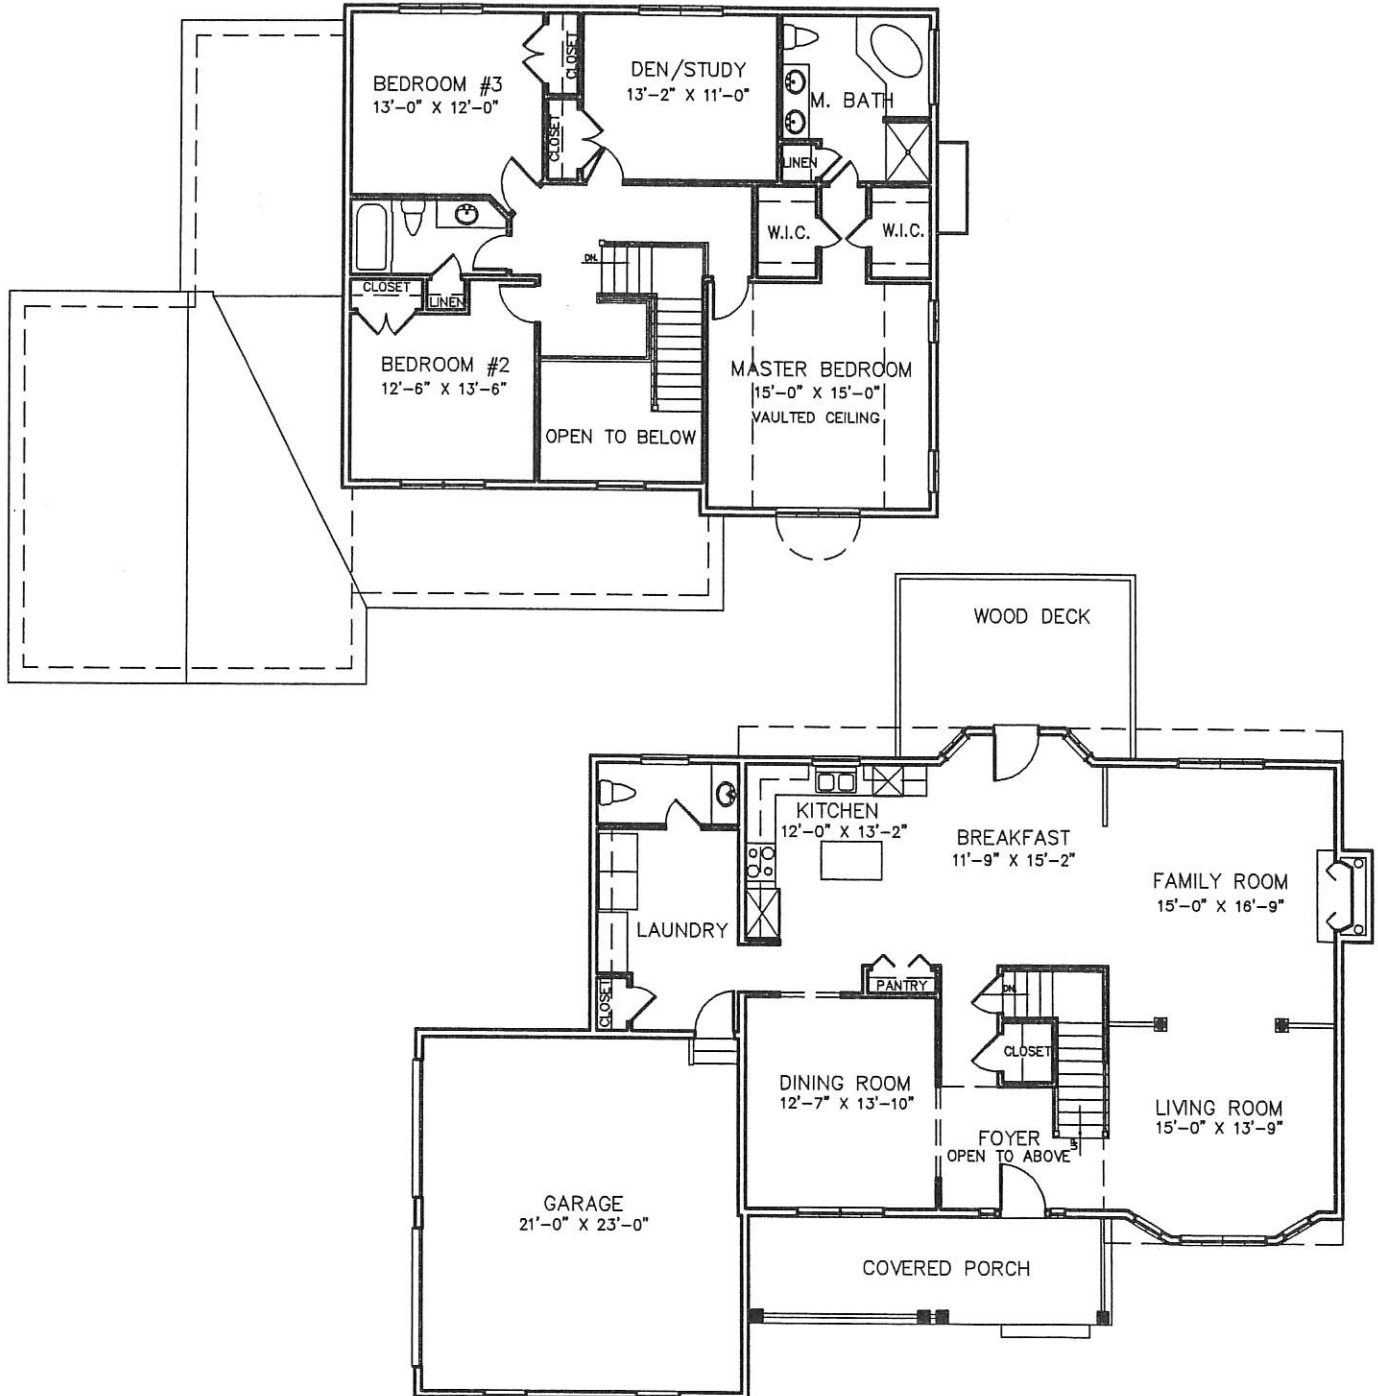 BEDROOM #3
13'-0" X 12'-0"
CLOSET
CLOSET
DEN/STUDY
13'-2" X 11'-0"
M. BATH
LINEN
W.I.C.
W.I.C.
DN.
CLOSET
LINEN
BEDROOM #2
12'-6" X 13'-6"
OPEN TO BELOW
MASTER BEDROOM
15'-0" X 15'-0"
VAULTED CEILING
WOOD DECK
KITCHEN
12'-0" X 13'-2"
BREAKFAST
11'-9" X 15'-2"
FAMILY ROOM
15'-0" X 16'-9"
LAUNDRY
CLOSET
PANTRY
DN.
CLOSET
DINING ROOM
12'-7" X 13'-10"
FOYER
OPEN TO ABOVE
UP
LIVING ROOM
15'-0" X 13'-9"
GARAGE
21'-0" X 23'-0"
COVERED PORCH